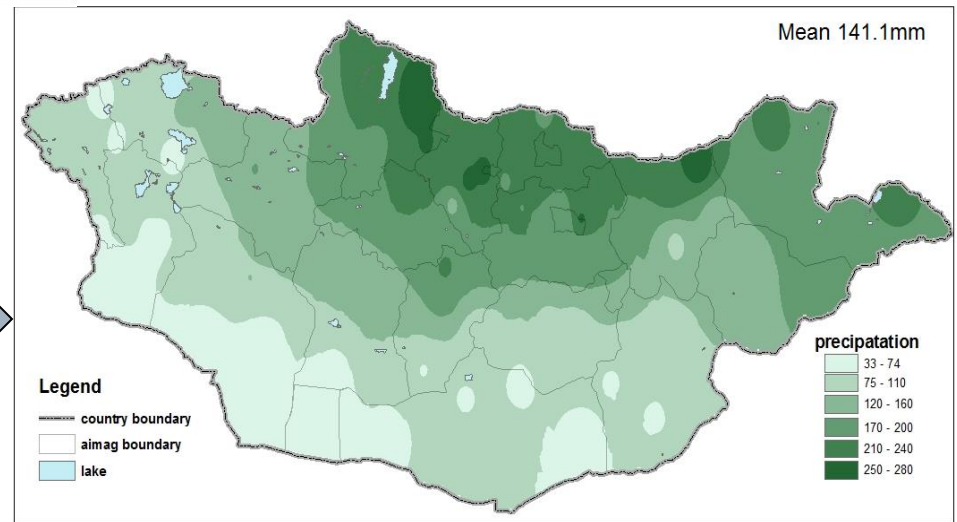 Mean 141.1mm
Legend
country boundary
aimag boundary
lake
precipatation
33 - 74
75 - 110
120 - 160
170 - 200
210 - 240
250 - 280